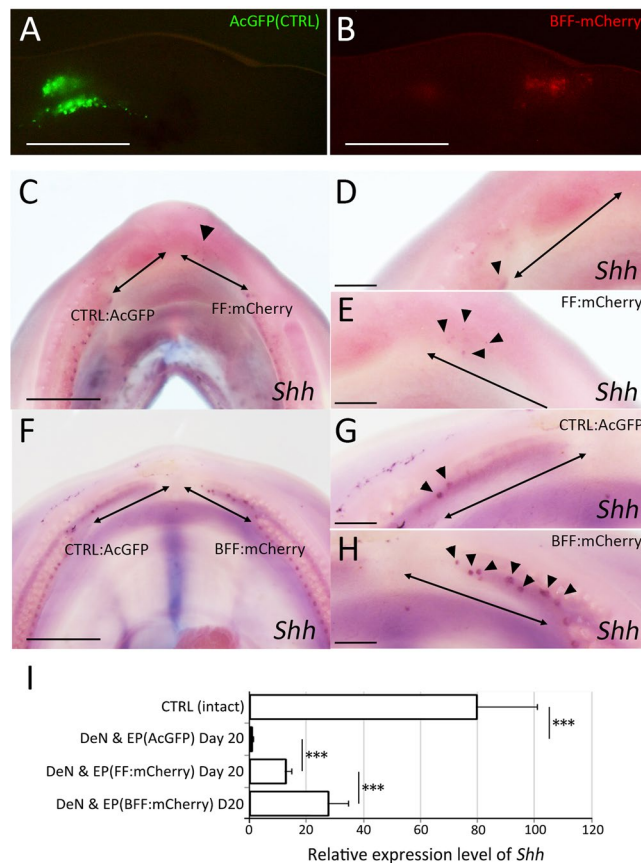 A
AcGFP(CTRL)
B
BFF-mCherry
C
CTRL:AcGFP
FF:mCherry
Shh
D
Shh
E
FF:mCherry
Shh
F
CTRL:AcGFP
BFF:mCherry
Shh
G
CTRL:AcGFP
Shh
H
BFF:mCherry
Shh
I
CTRL (intact)
DeN & EP(AcGFP) Day 20
DeN & EP(FF:mCherry) Day 20
DeN & EP(BFF:mCherry) D20
***
***
***
0 20 40 60 80 100 120
Relative expression level of Shh